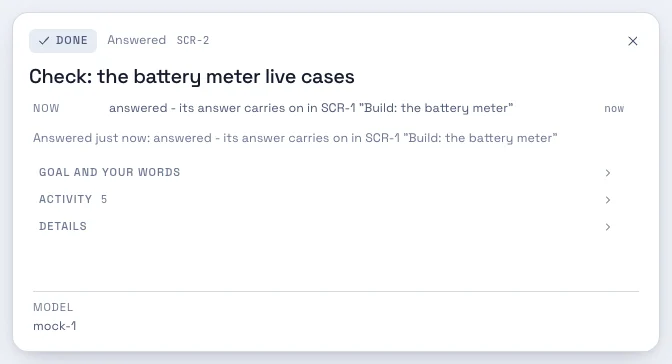 DONE Answered SCR-2
Check: the battery meter live cases
NOW answered - its answer carries on in SCR-1 "Build: the battery meter" now
Answered just now: answered - its answer carries on in SCR-1 "Build: the battery meter"
GOAL AND YOUR WORDS
ACTIVITY 5
DETAILS
MODEL
mock-1